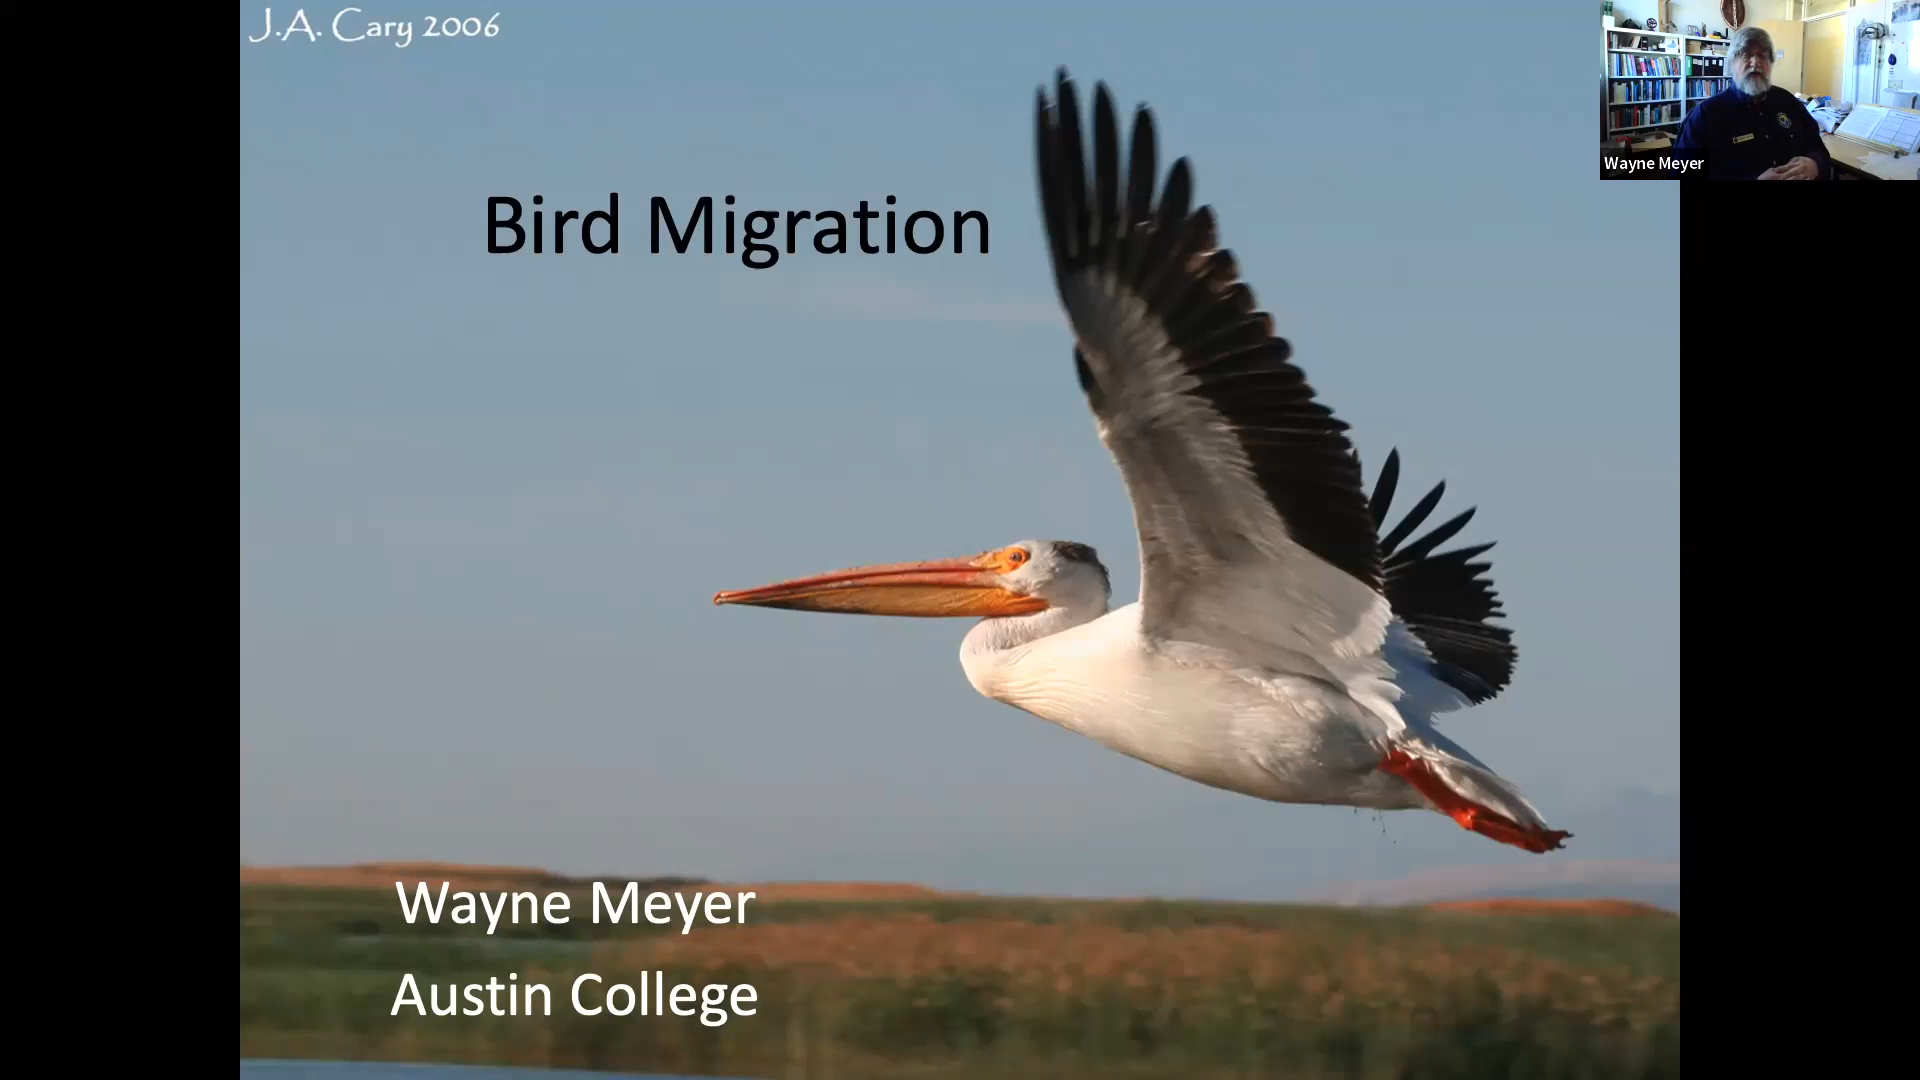 J.A. Cary 2006
Bird Migration
Wayne Meyer
Wayne Meyer
Austin College